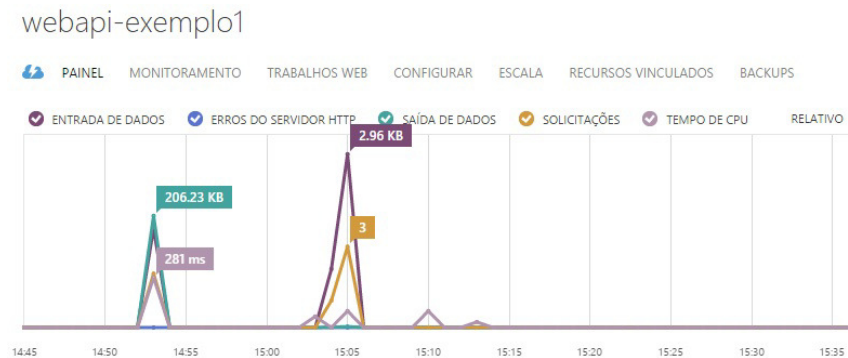 webapi-exemplo1
PAINEL MONITORAMENTO TRABALHOS WEB CONFIGURAR ESCALA RECURSOS VINCULADOS BACKUPS
ENTRADA DE DADOS ERROS DO SERVIDOR HTTP SAÍDA DE DADOS SOLICITAÇÕES TEMPO DE CPU RELATIVO
2.96 KB
206.23 KB
3
281 ms
14:45 14:50 14:55 15:00 15:05 15:10 15:15 15:20 15:25 15:30 15:35